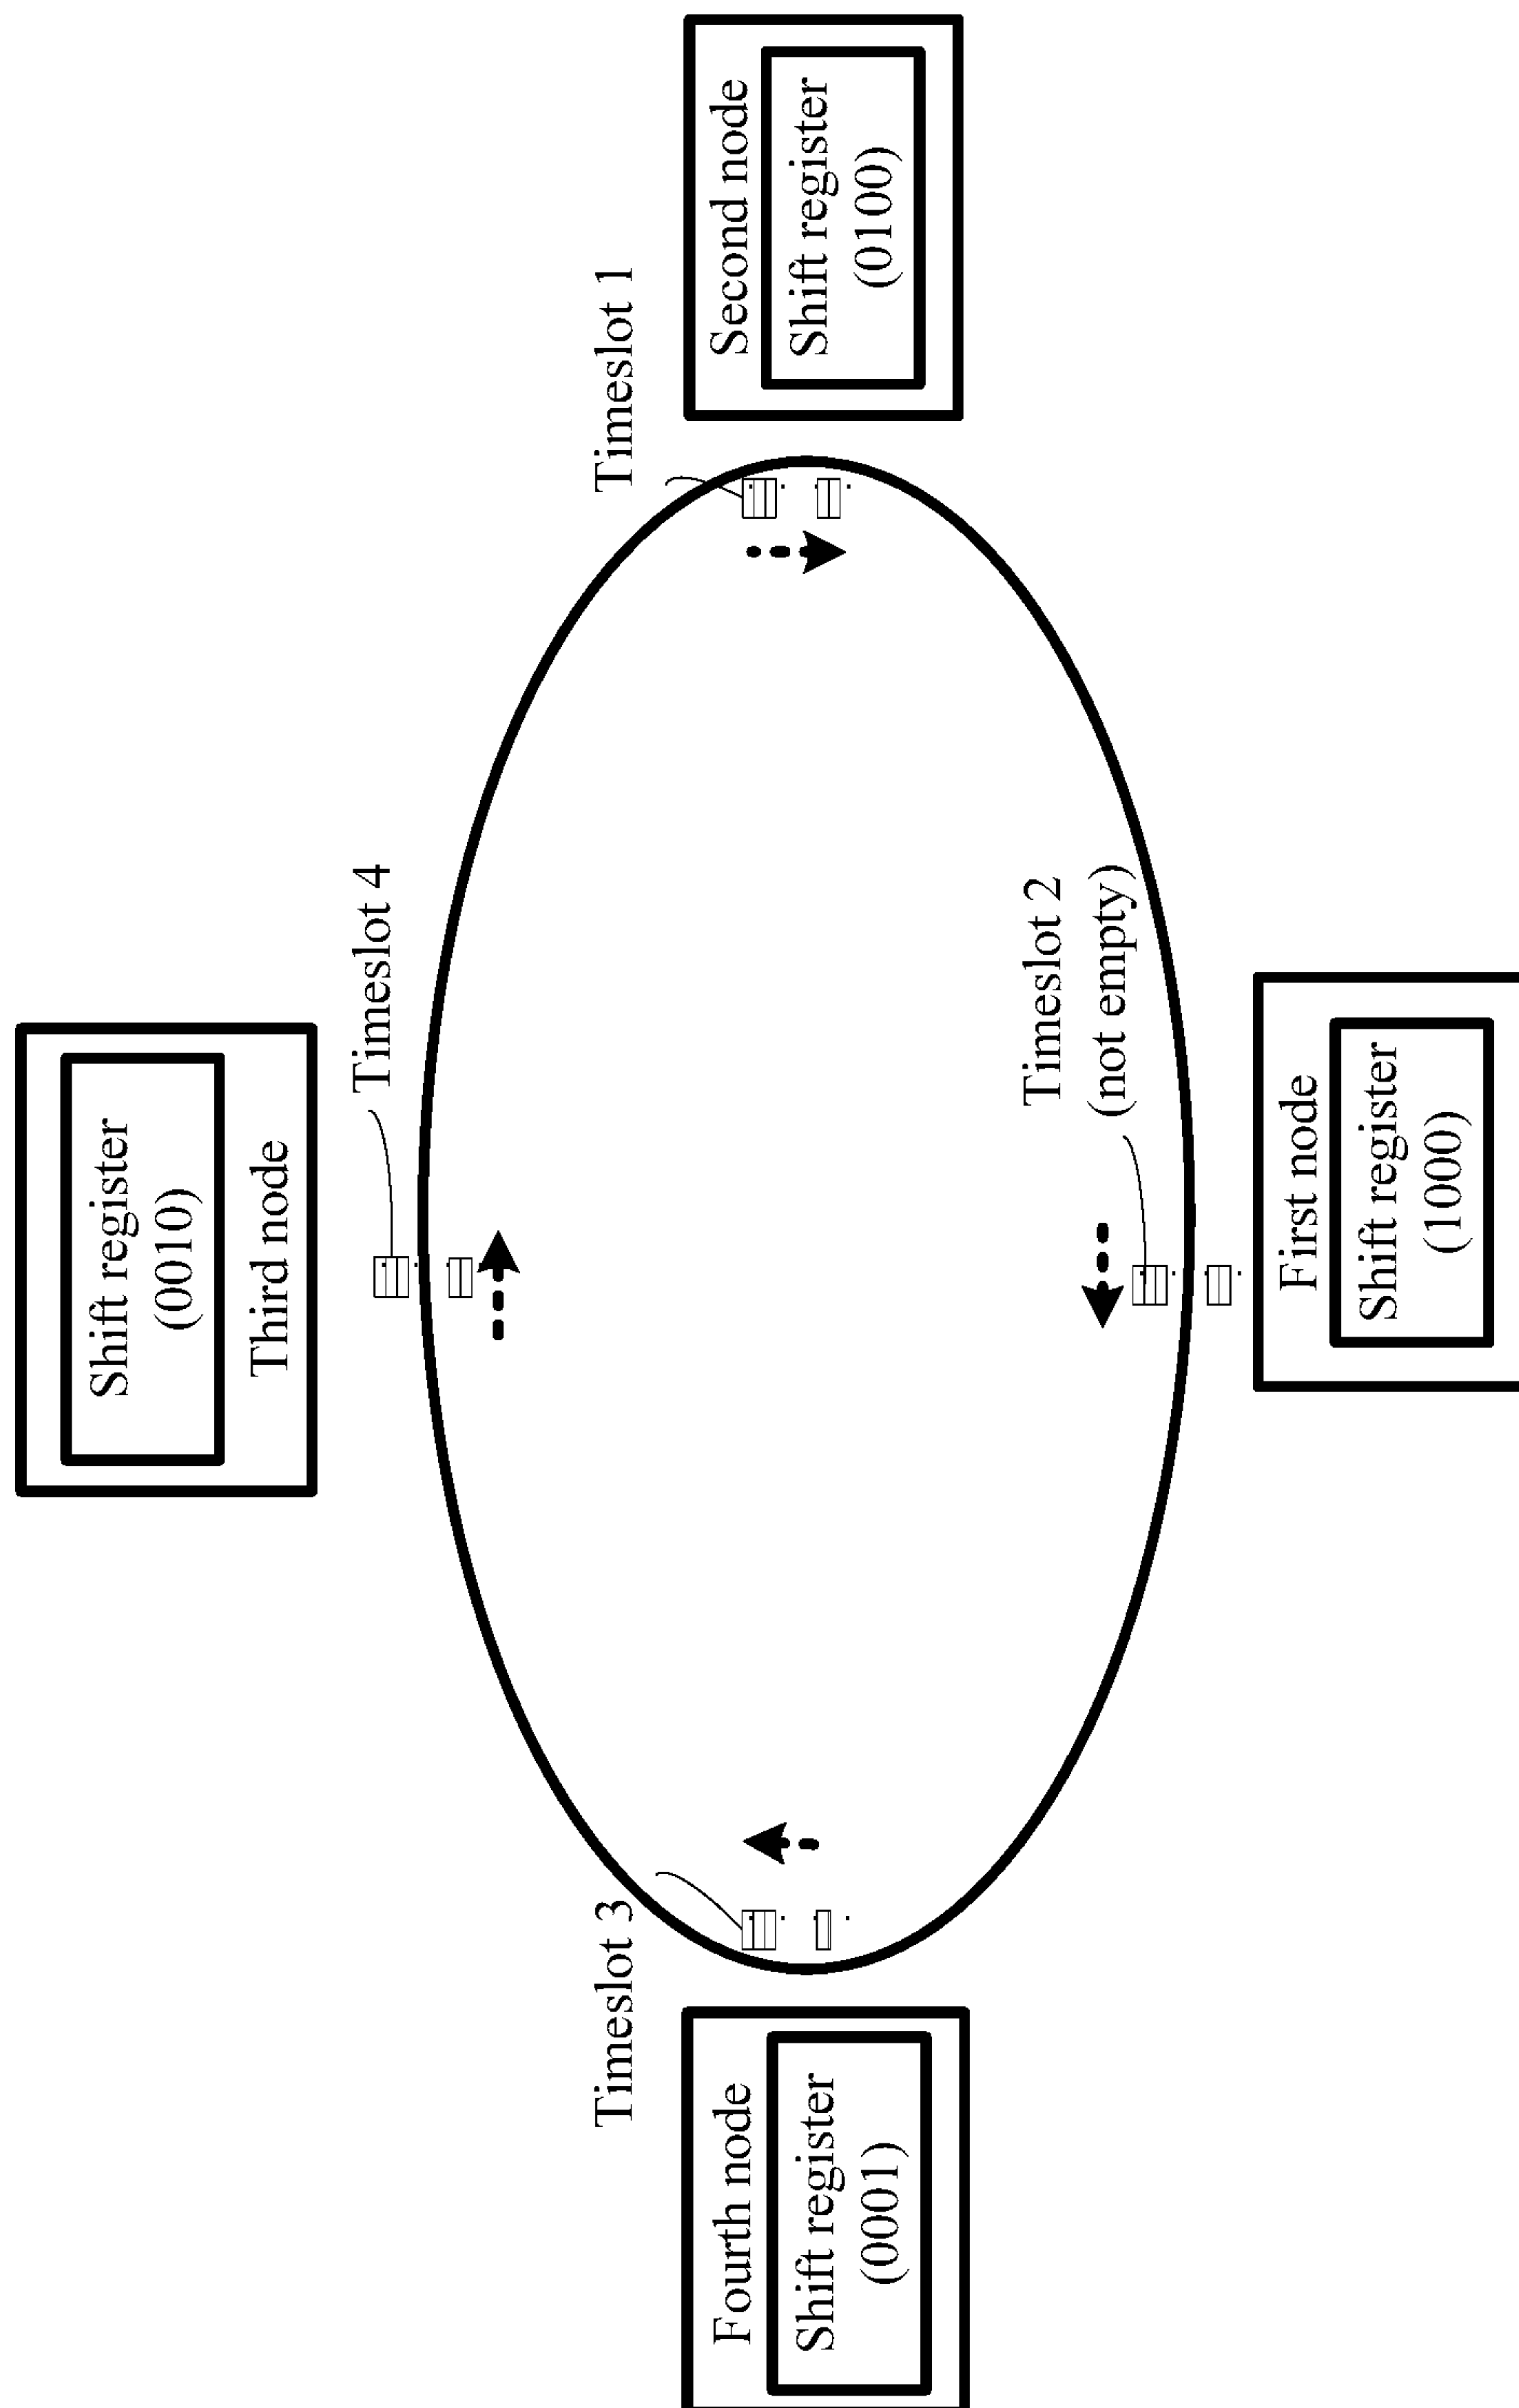 Shift register
(0010)
Third node
Timeslot 4
Fourth node
Shift register
(0001)
Timeslot 3
Timeslot 1
Second node
Shift register
(0100)
Timeslot 2
(not empty)
First node
Shift register
(1000)